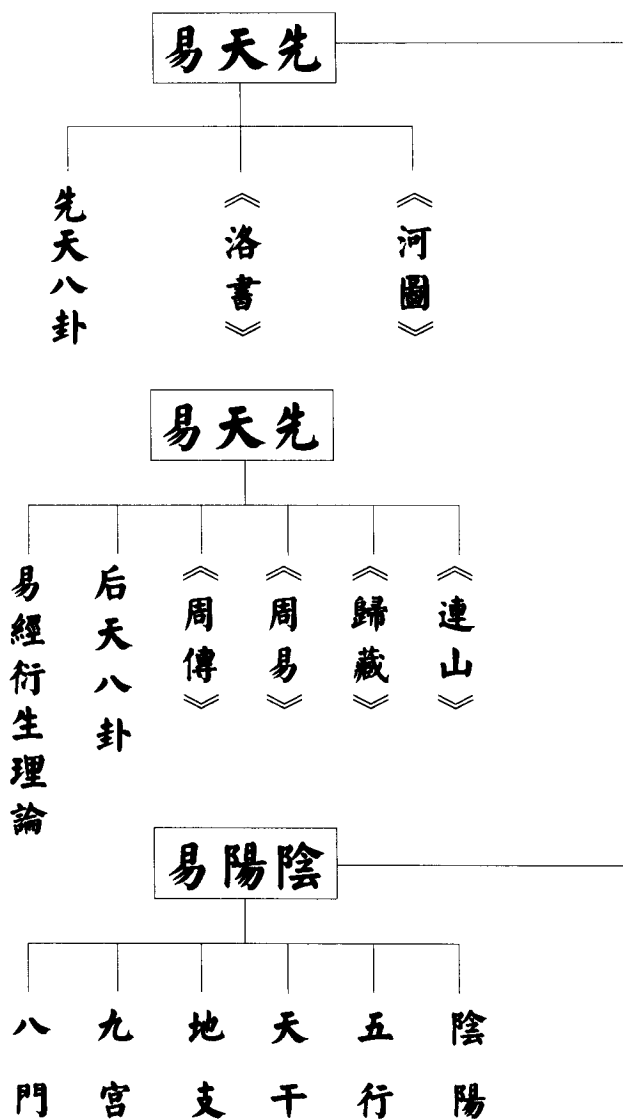 先天易
《河圖》
《洛書》
先天八卦
先天易
《連山》
《歸藏》
《周易》
《周傳》
后天八卦
易經衍生理論
陰陽易
陰陽
五行
天干
地支
九宫
八門